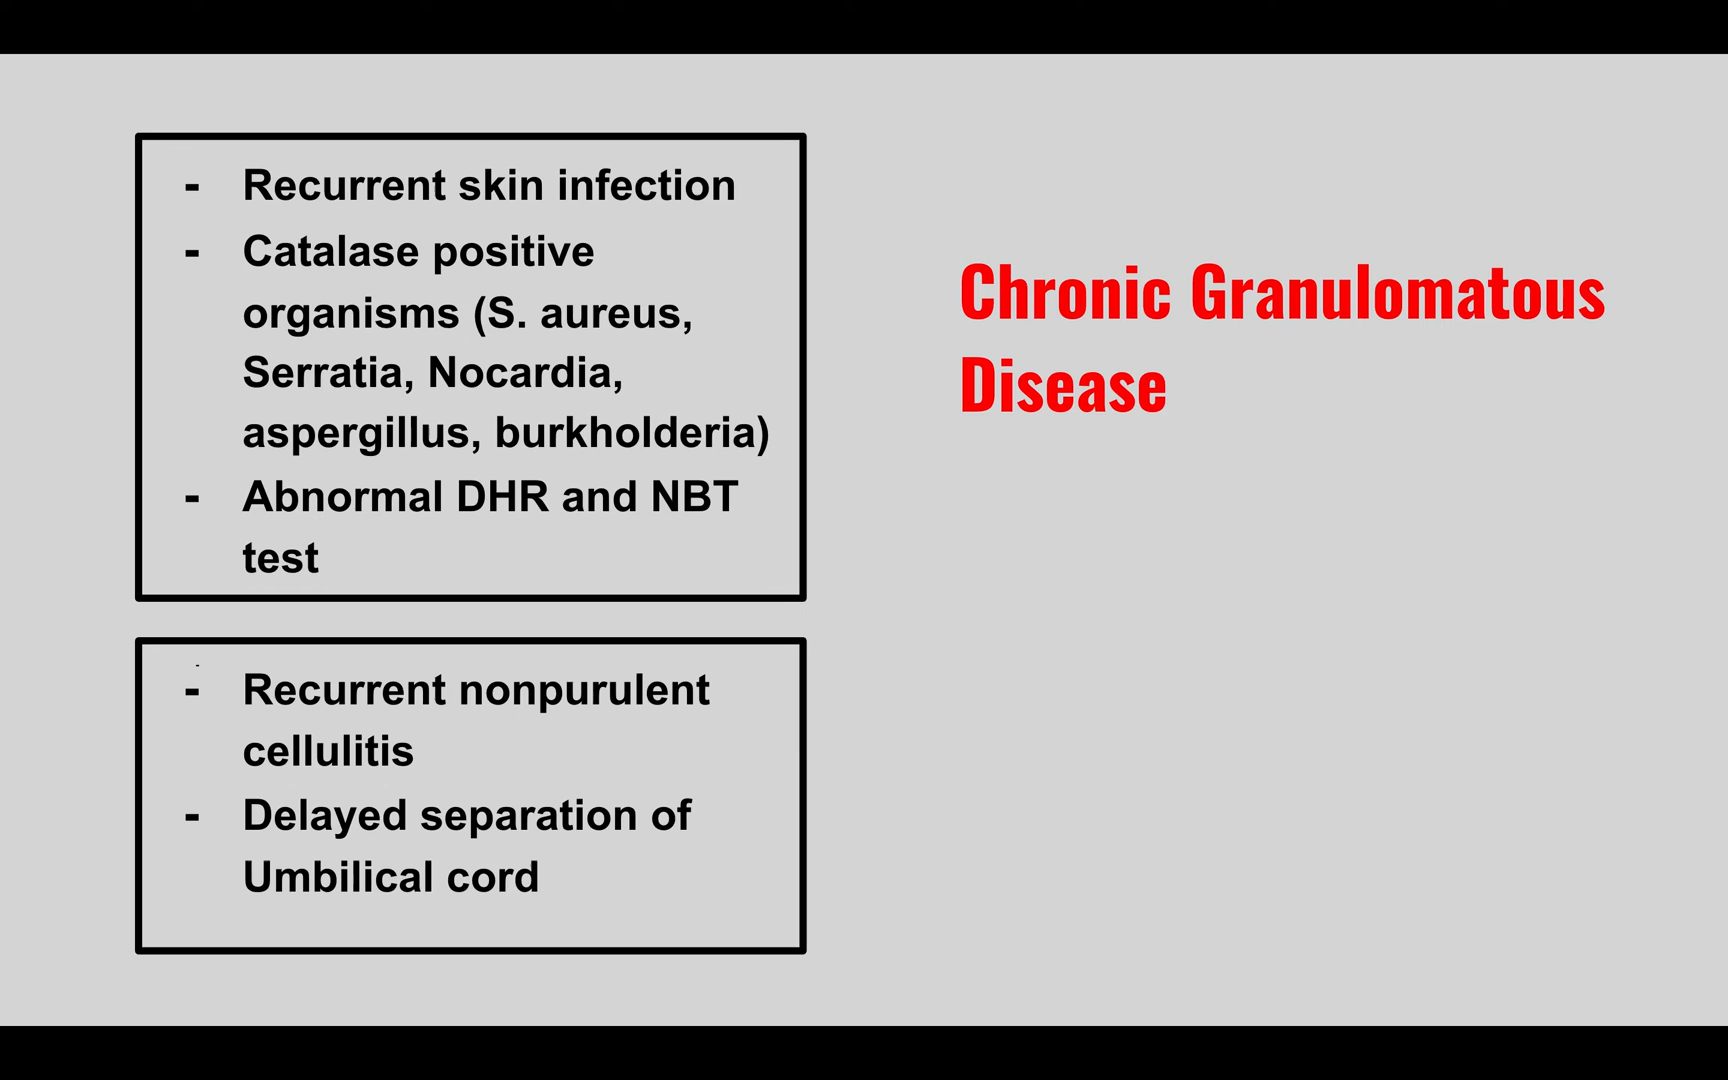 - Recurrent skin infection
- Catalase positive
organisms (S. aureus,
Serratia, Nocardia,
aspergillus, burkholderia)
- Abnormal DHR and NBT
test
Chronic Granulomatous
Disease
- Recurrent nonpurulent
cellulitis
- Delayed separation of
Umbilical cord